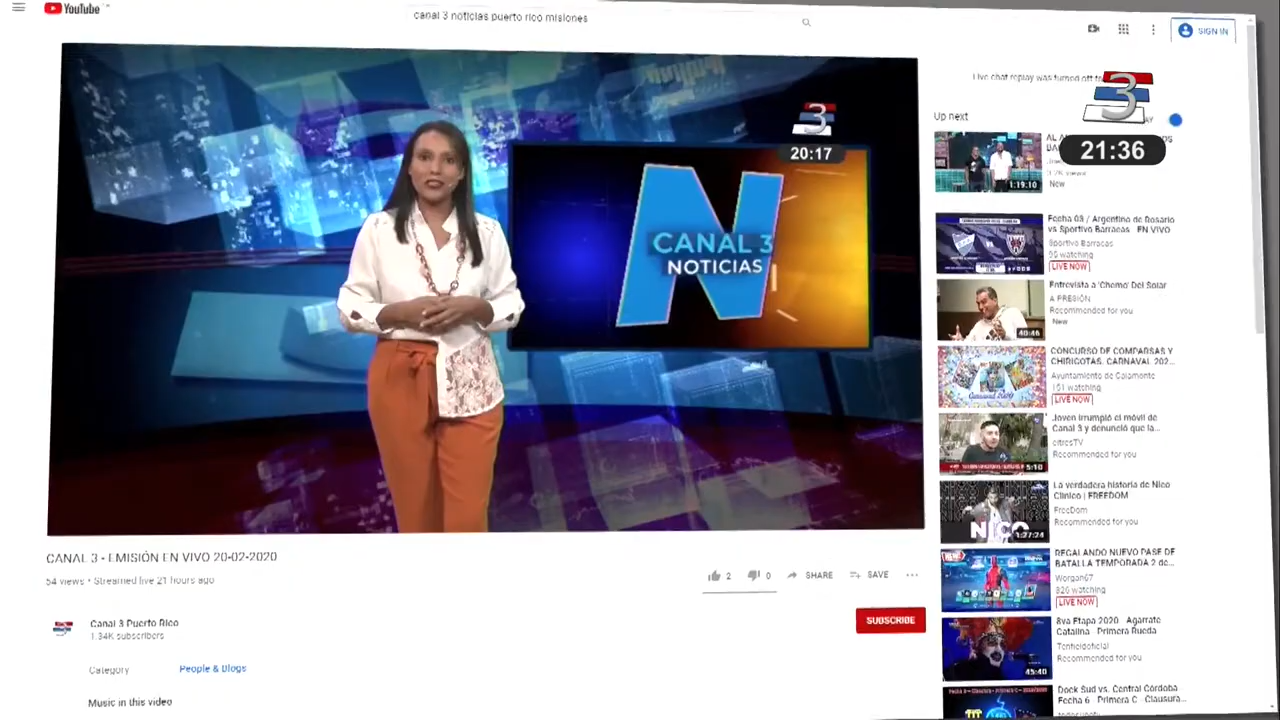 YouTube
canal 3 noticias puerto rico misiones
SIGN IN
Live chat replay was turned off
3
21:36
3
20:17
CANAL 3
NOTICIAS
CANAL 3 - EMISIÓN EN VIVO 20-02-2020
54 views • Streamed live 21 hours ago
2
0
SHARE
SAVE
Canal 3 Puerto Rico
1.34K subscribers
SUBSCRIBE
Category
People & Blogs
Music in this video
Up next
1:19:10
New
Fecha 03 / Argentino de Rosario
vs Sportivo Barracas - EN VIVO
Sportivo Barracas
watching
LIVE NOW
Entrevista a 'Chemo' Del Solar
A PRESIÓN
Recommended for you
New
40:46
CONCURSO DE COMPARSAS Y
CHIRIGOTAS. CARNAVAL 202...
Ayuntamiento de
151 watching
LIVE NOW
Joven irrumpió el móvil de
Canal 3 y denunció que la...
eltresTV
Recommended for you
5:10
La verdadera historia de Nico
Clinico | FREEDOM
FreeDom
Recommended for you
NICO
1:27:24
REGALANDO NUEVO PASE DE
BATALLA TEMPORADA 2 de...
Worgan67
watching
LIVE NOW
8va Etapa 2020 - Agarrate
Catalina - Primera Rueda
Tenfieldoficial
Recommended for you
45:40
Dock Sud vs. Central Córdoba
Fecha 6 - Primera C - Clausura...